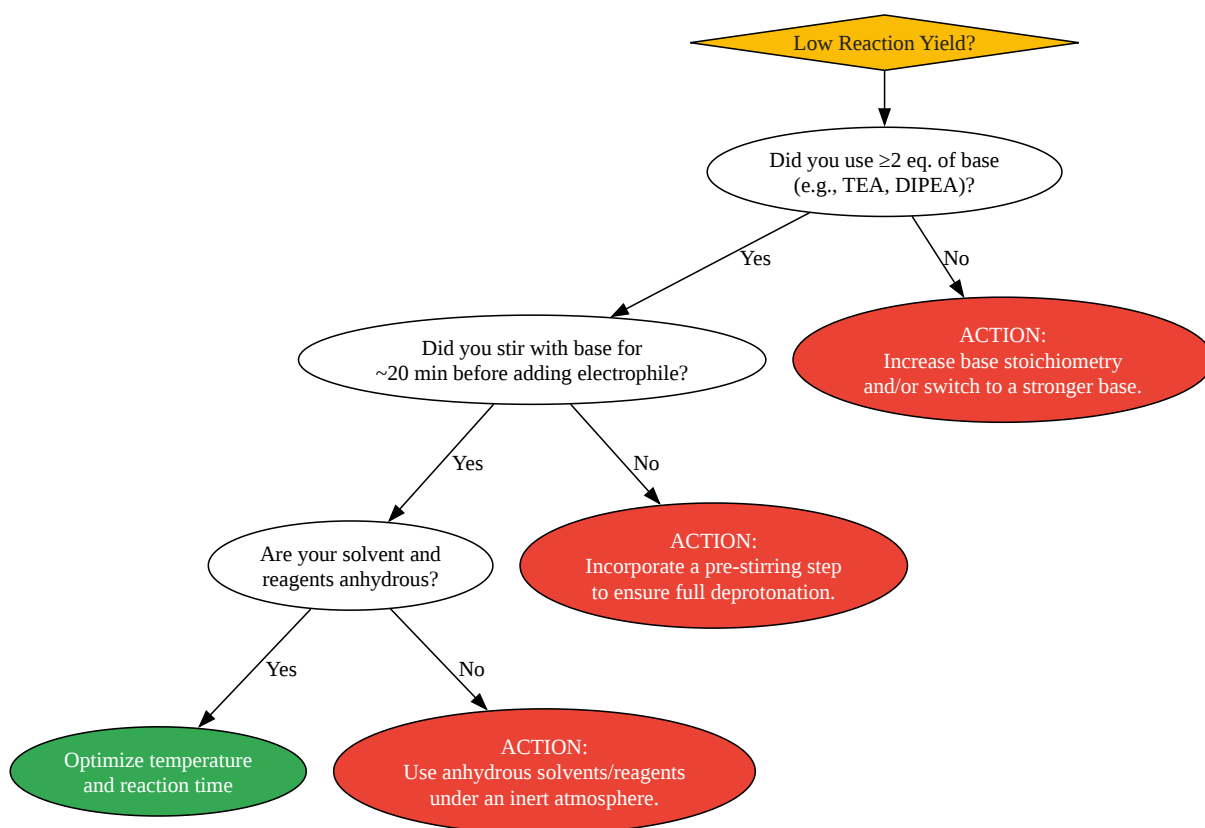 Low Reaction Yield?
Did you use ≥2 eq. of base
(e.g., TEA, DIPEA)?
Yes
No
Did you stir with base for
~20 min before adding electrophile?
ACTION:
Increase base stoichiometry
and/or switch to a stronger base.
Yes
No
Are your solvent and
reagents anhydrous?
ACTION:
Incorporate a pre-stirring step
to ensure full deprotonation.
Yes
No
Optimize temperature
and reaction time
ACTION:
Use anhydrous solvents/reagents
under an inert atmosphere.